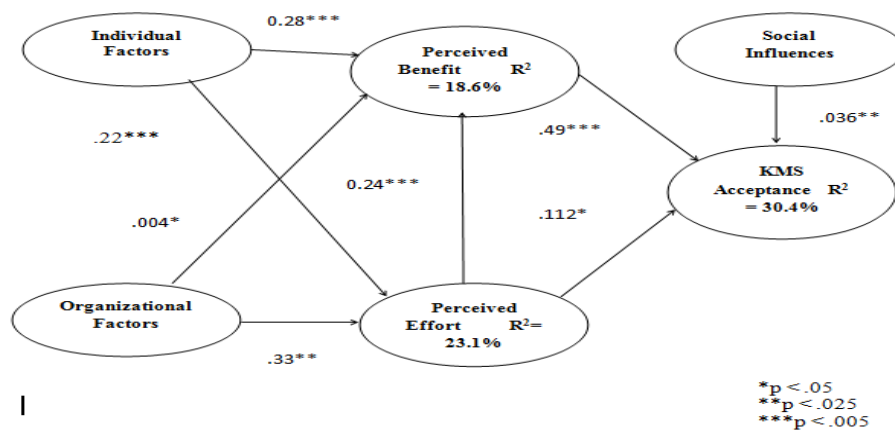 Individual
Factors
0.28***
Perceived
Benefit R²
= 18.6%
Social
Influences
.22***
.49***
.036**
KMS
Acceptance R²
= 30.4%
0.24***
.004*
.112*
Organizational
Factors
Perceived
Effort R²=
23.1%
.33**
*p <.05
**p <.025
***p <.005